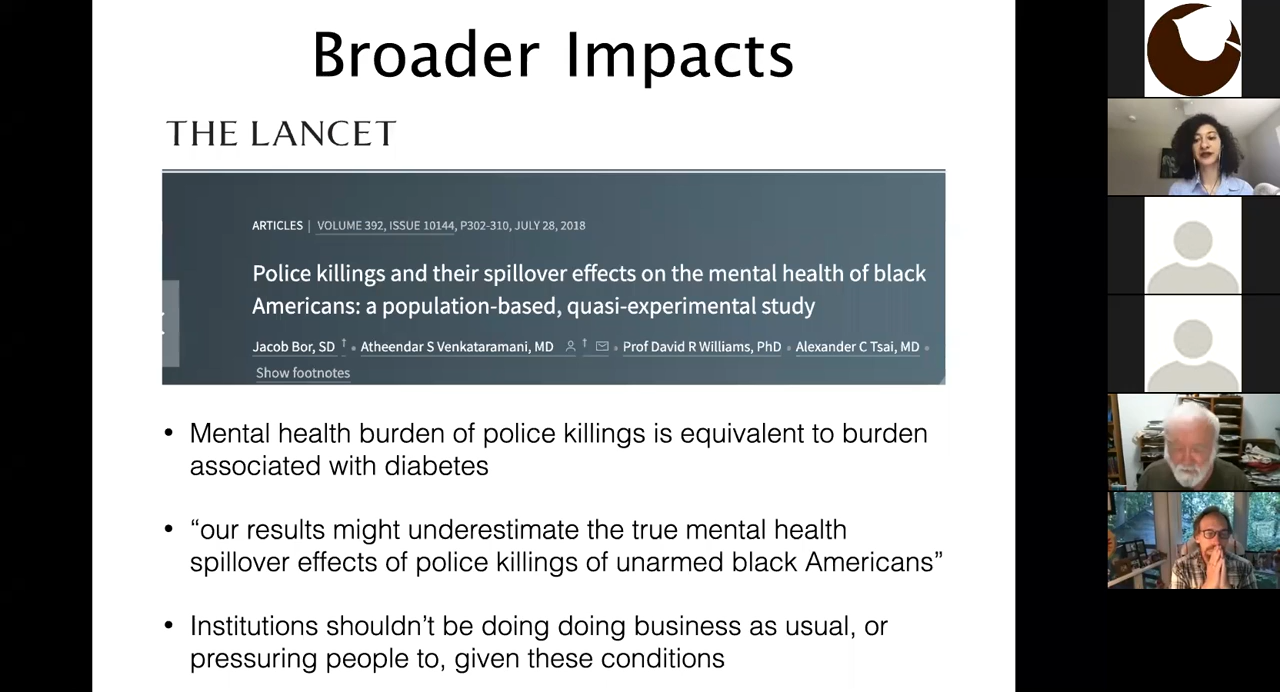 Broader Impacts
THE LANCET
ARTICLES | VOLUME 392, ISSUE 10144, P302-310, JULY 28, 2018
Police killings and their spillover effects on the mental health of black
Americans: a population-based, quasi-experimental study
Jacob Bor, SD † • Atheendar S Venkataramani, MD † • Prof David R Williams, PhD • Alexander C Tsai, MD •
Show footnotes
• Mental health burden of police killings is equivalent to burden
associated with diabetes
• “our results might underestimate the true mental health
spillover effects of police killings of unarmed black Americans”
• Institutions shouldn’t be doing doing business as usual, or
pressuring people to, given these conditions